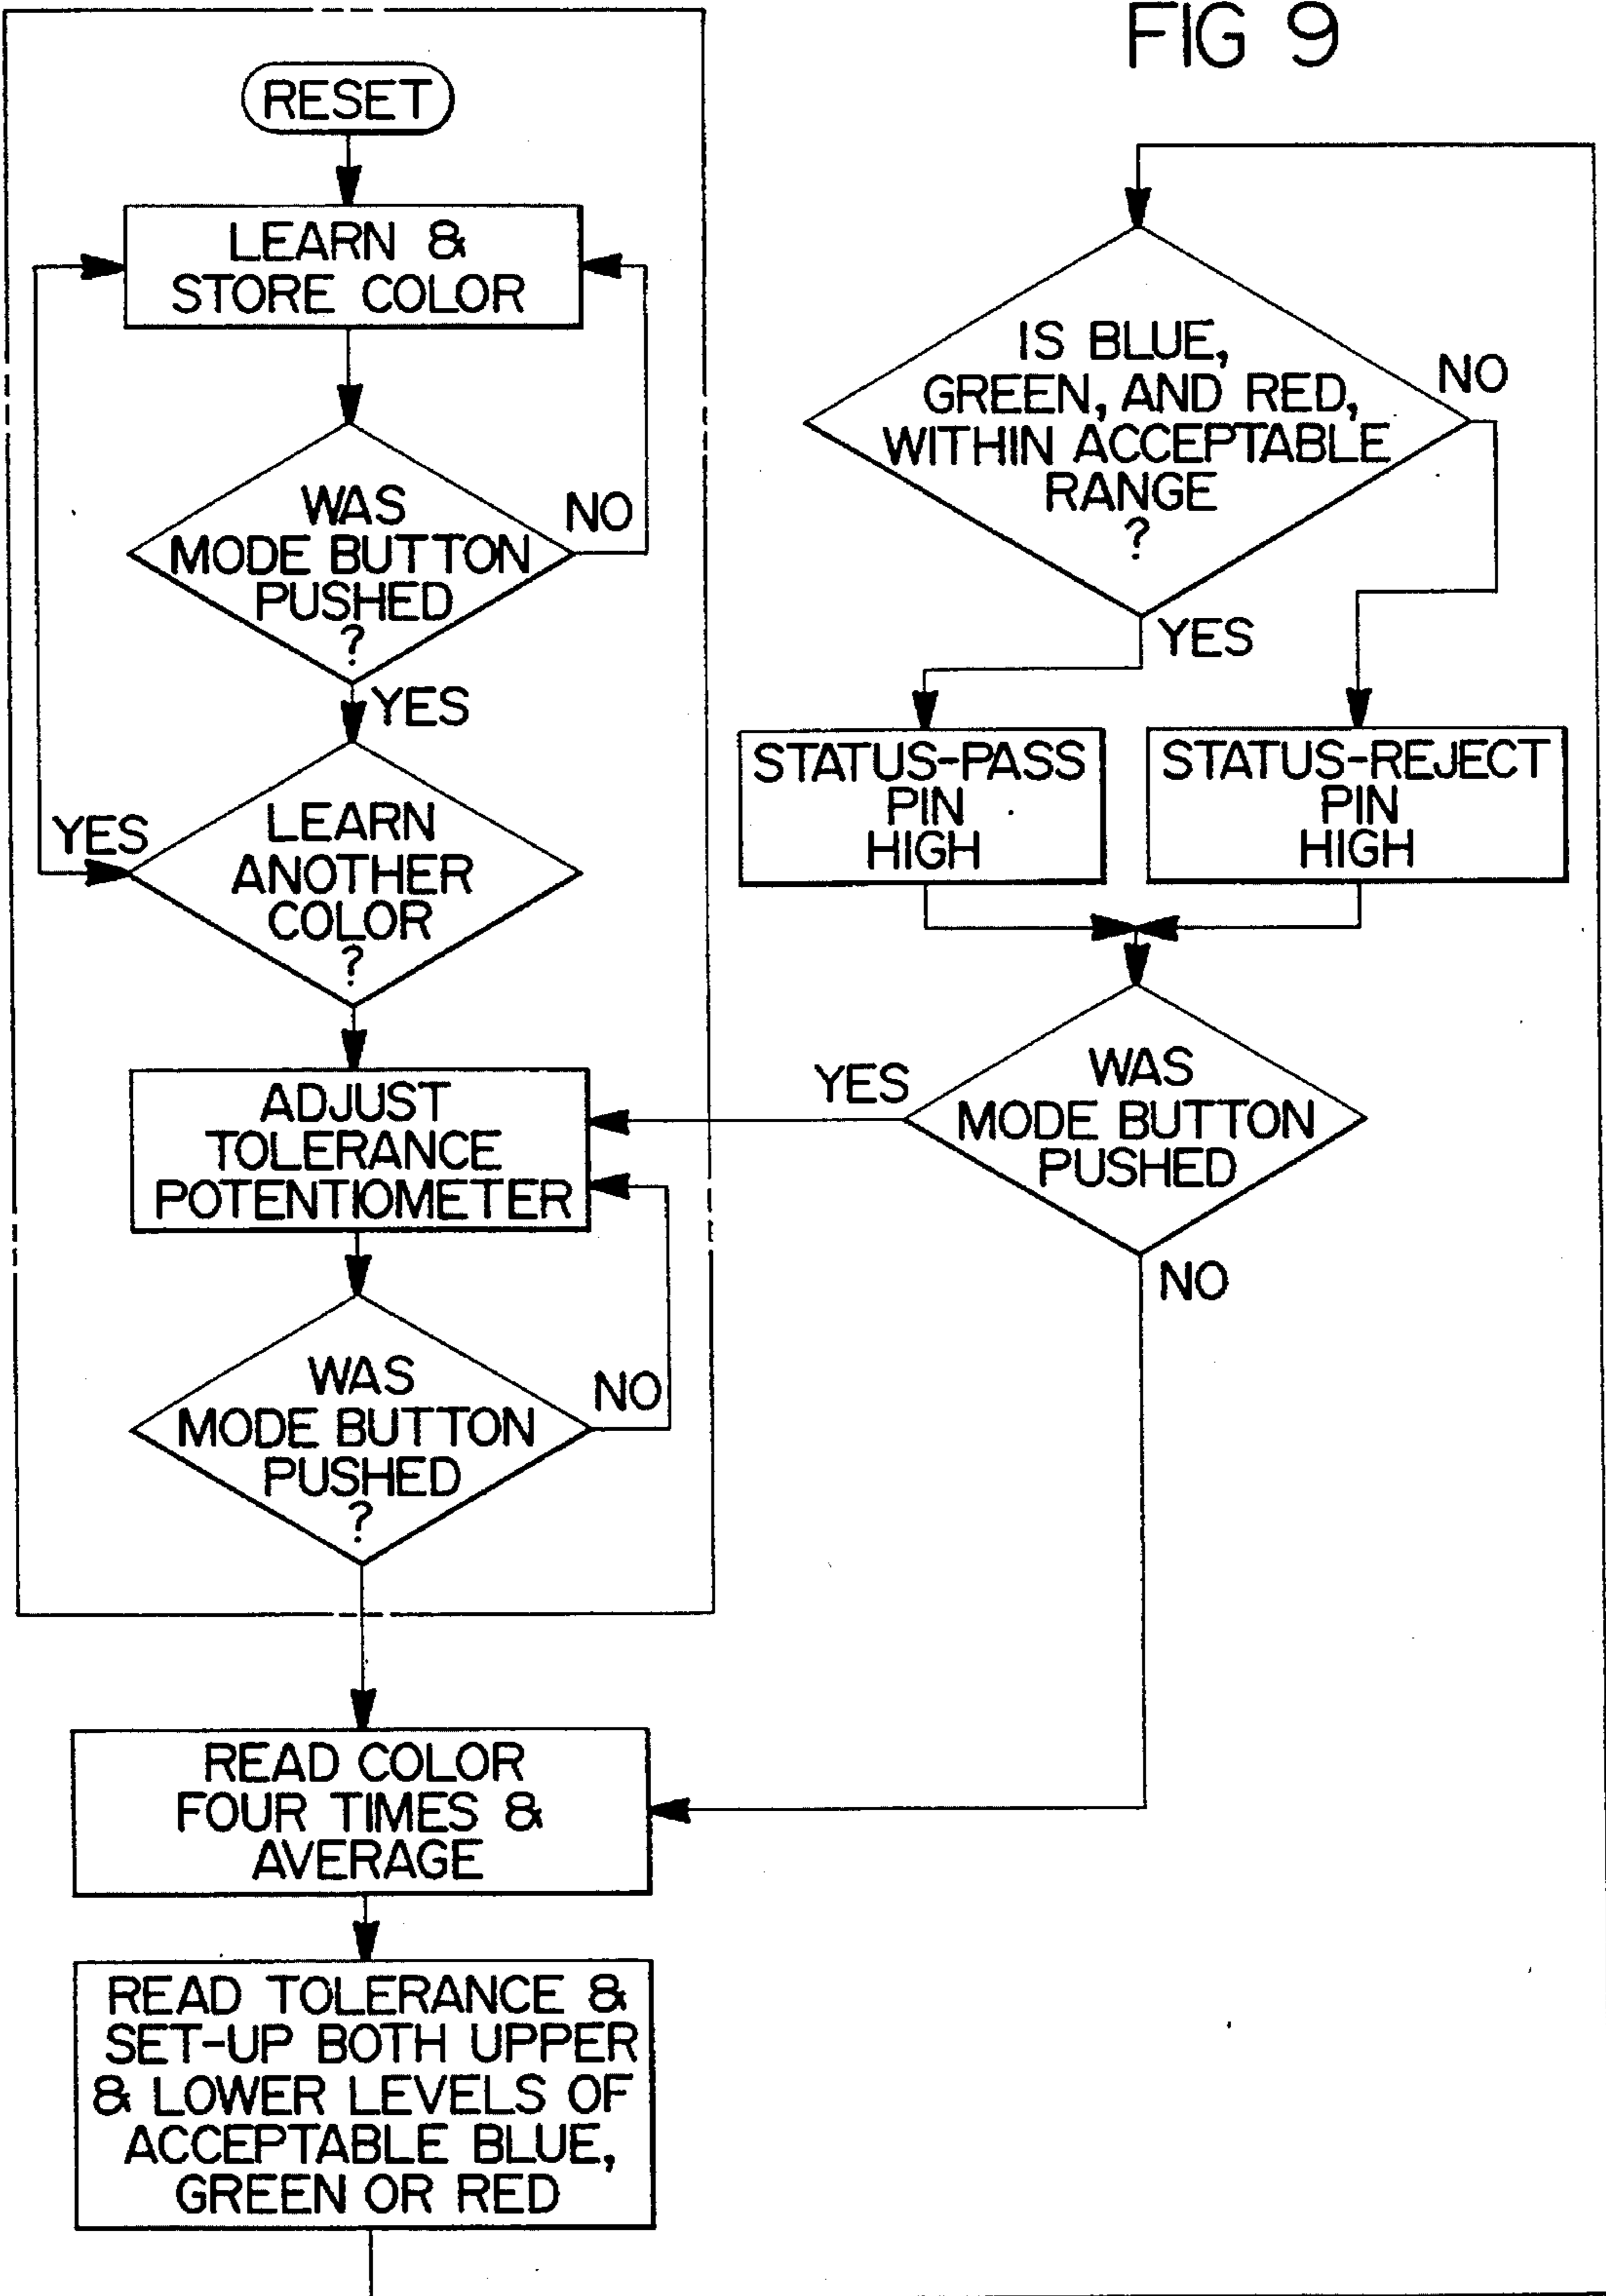 FIG 9
RESET
LEARN &
STORE COLOR
WAS
MODE BUTTON
PUSHED
?
NO
YES
LEARN
ANOTHER
COLOR
?
YES
ADJUST
TOLERANCE
POTENTIOMETER
WAS
MODE BUTTON
PUSHED
?
NO
READ COLOR
FOUR TIMES &
AVERAGE
READ TOLERANCE &
SET-UP BOTH UPPER
& LOWER LEVELS OF
ACCEPTABLE BLUE,
GREEN OR RED
IS BLUE,
GREEN, AND RED,
WITHIN ACCEPTABLE
RANGE
?
NO
YES
STATUS-PASS
PIN
HIGH
STATUS-REJECT
PIN
HIGH
WAS
MODE BUTTON
PUSHED
YES
NO